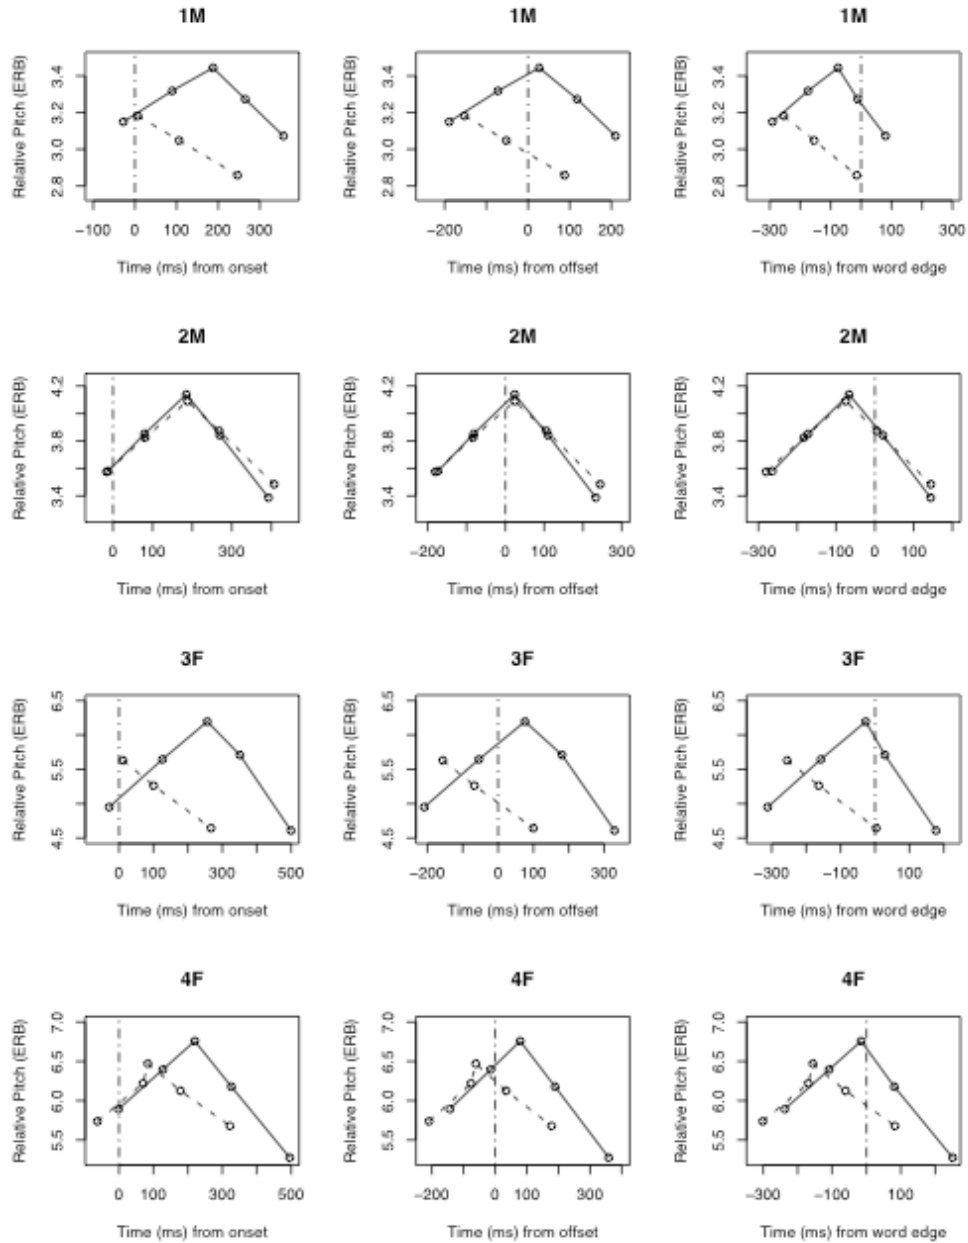 1M 1M 1M
Relative Pitch (ERB) Relative Pitch (ERB) Relative Pitch (ERB)
3.4 3.4 3.4
3.2 3.2 3.2
3.0 3.0 3.0
2.8 2.8 2.8
−100 0 100 200 300 −200 0 100 200 −300 −100 0 100 300
Time (ms) from onset Time (ms) from offset Time (ms) from word edge
2M 2M 2M
Relative Pitch (ERB) Relative Pitch (ERB) Relative Pitch (ERB)
4.2 4.2 4.2
3.8 3.8 3.8
3.4 3.4 3.4
0 100 300 −200 0 100 300 −300 −100 0 100
Time (ms) from onset Time (ms) from offset Time (ms) from word edge
3F 3F 3F
Relative Pitch (ERB) Relative Pitch (ERB) Relative Pitch (ERB)
6.5 6.5 6.5
5.5 5.5 5.5
4.5 4.5 4.5
0 100 300 500 −200 0 100 300 −300 −100 0 100
Time (ms) from onset Time (ms) from offset Time (ms) from word edge
4F 4F 4F
Relative Pitch (ERB) Relative Pitch (ERB) Relative Pitch (ERB)
7.0 7.0 7.0
6.5 6.5 6.5
6.0 6.0 6.0
5.5 5.5 5.5
0 100 300 500 −200 0 100 300 −300 −100 100
Time (ms) from onset Time (ms) from offset Time (ms) from word edge